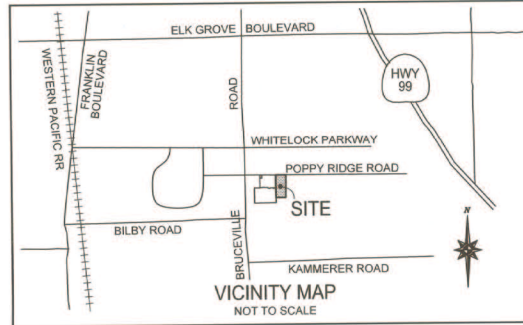 ELK GROVE BOULEVARD
WESTERN PACIFIC RR
FRANKLIN
BOULEVARD
ROAD
HWY
99
WHITELOCK PARKWAY
POPPY RIDGE ROAD
SITE
BILBY ROAD
BRUCEVILLE
KAMMERER ROAD
N
VICINITY MAP
NOT TO SCALE